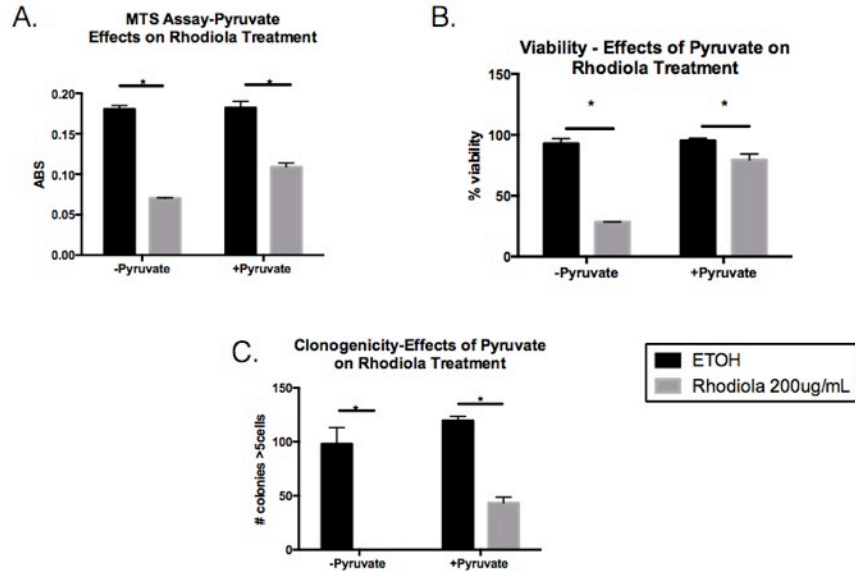 A.
MTS Assay-Pyruvate
Effects on Rhodiola Treatment
*
*
0.20
0.15
0.10
0.05
0.00
ABS
-Pyruvate
+Pyruvate
B.
Viability - Effects of Pyruvate on
Rhodiola Treatment
150
100
50
0
% viability
*
*
-Pyruvate
+Pyruvate
C.
Clonogenicity-Effects of Pyruvate
on Rhodiola Treatment
150
100
50
0
# colonies >5cells
*
*
-Pyruvate
+Pyruvate
ETOH
Rhodiola 200ug/mL